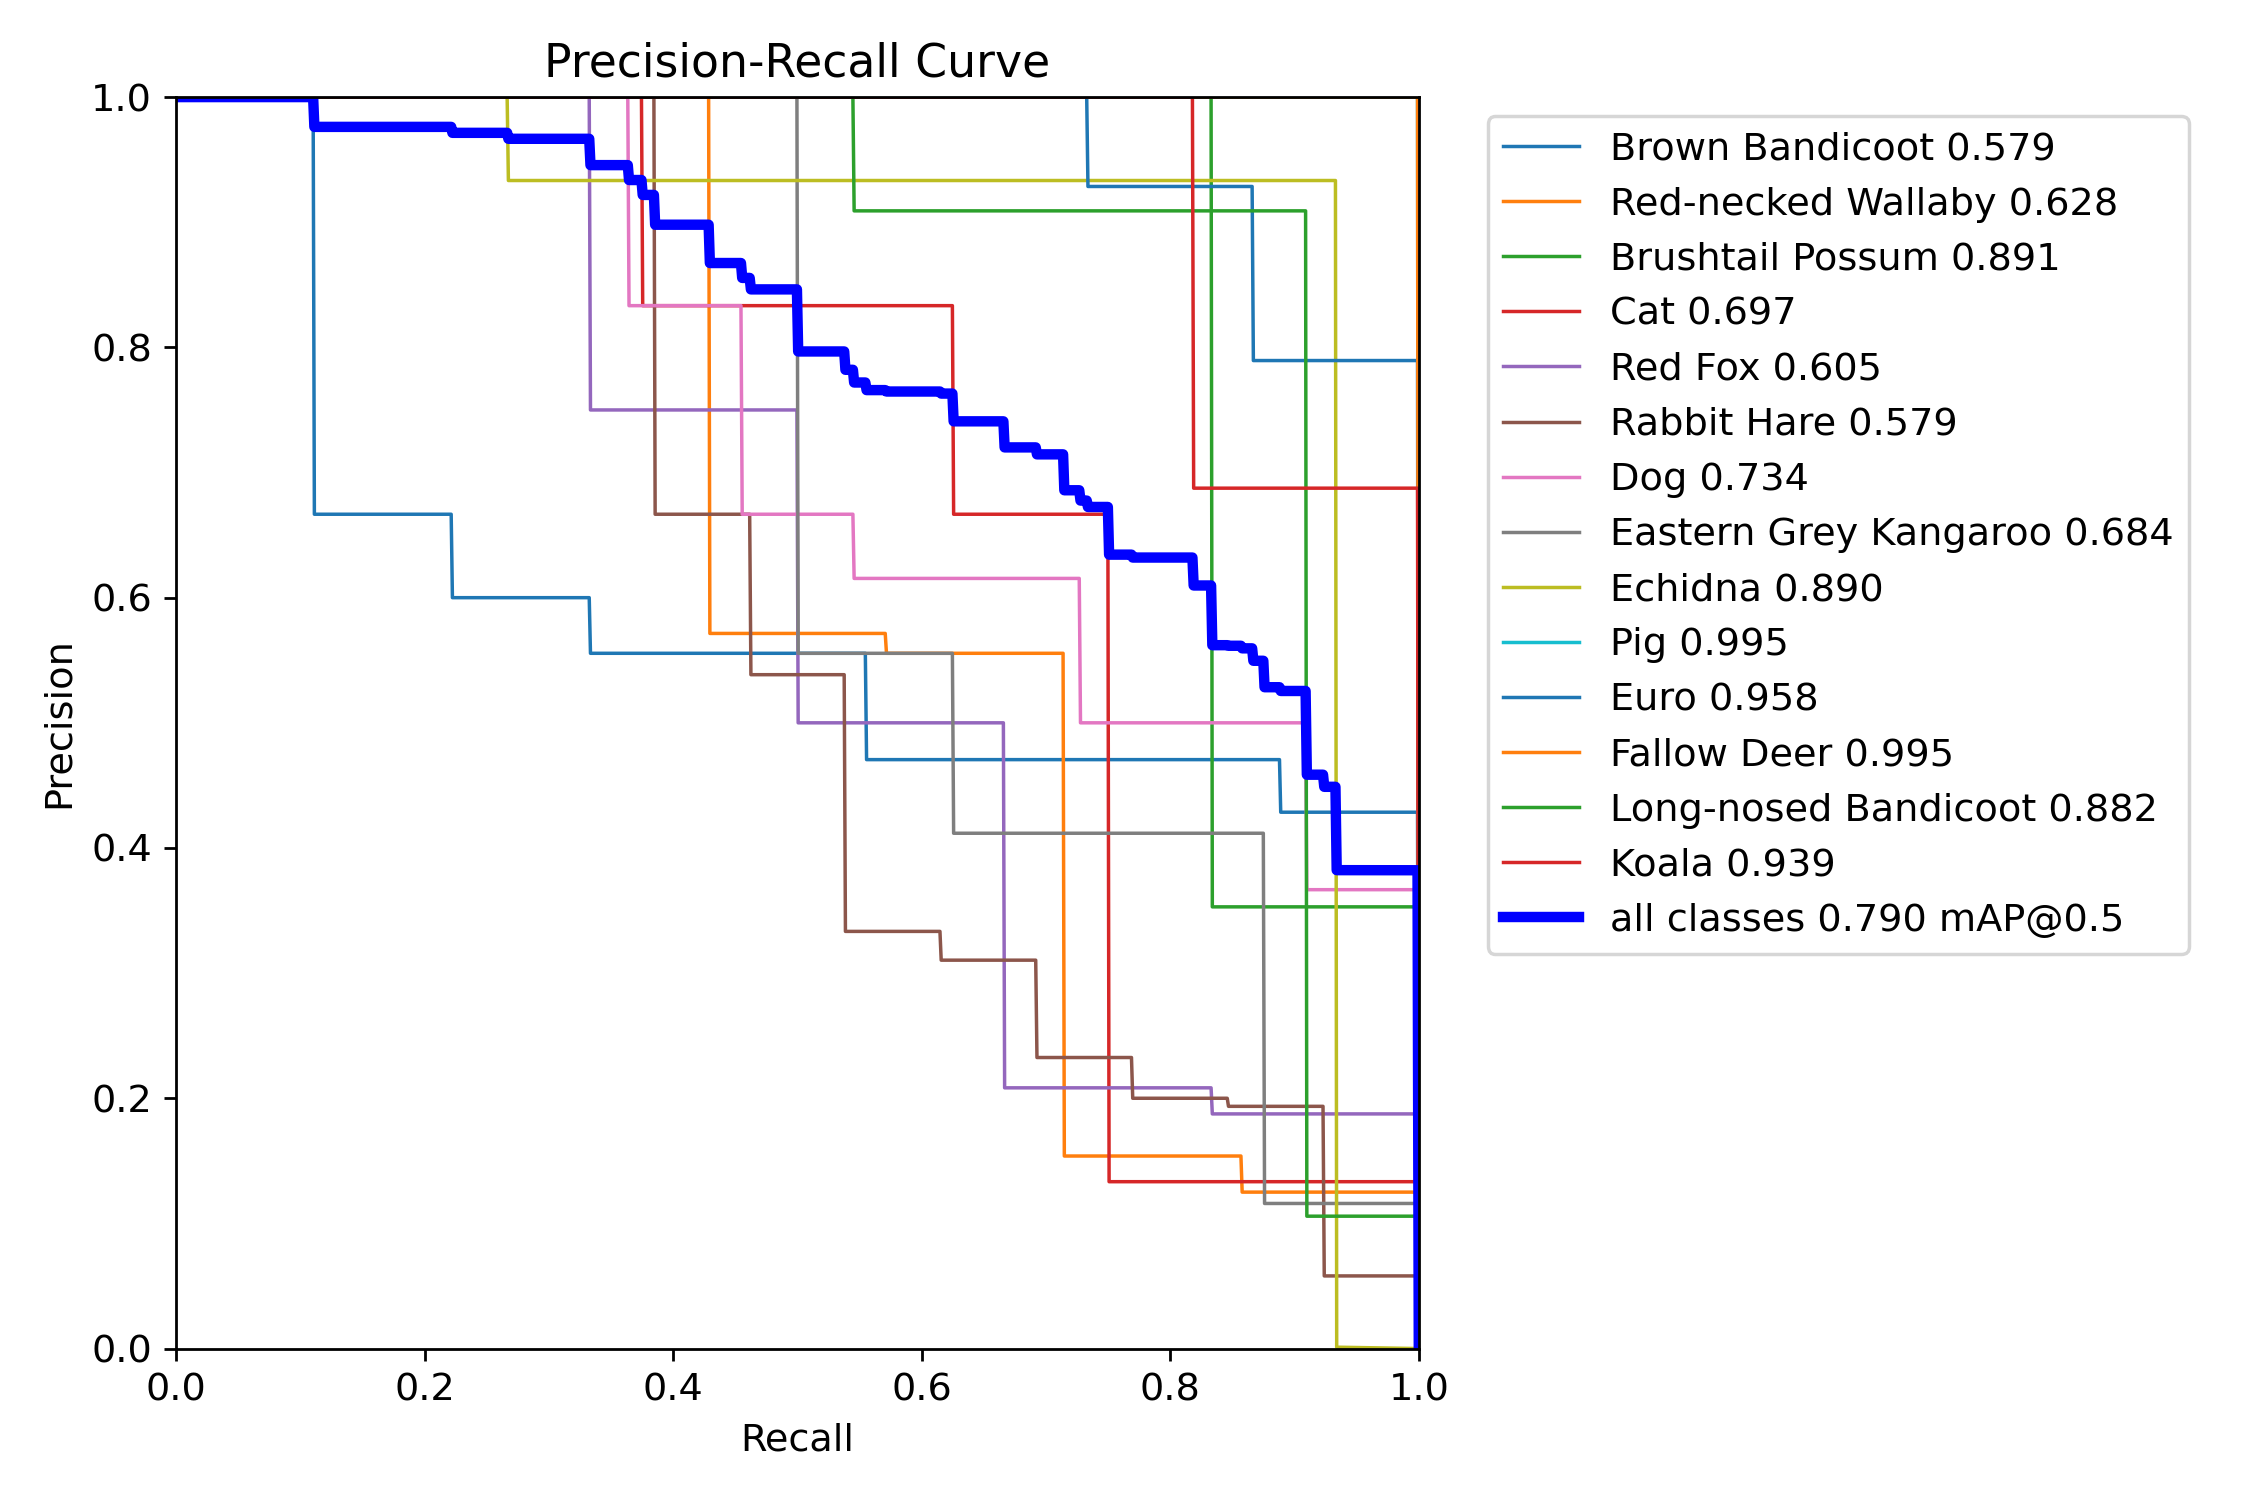 Precision-Recall Curve
1.0
0.8
0.6
0.4
0.2
0.0
Precision
0.0 0.2 0.4 0.6 0.8 1.0
Recall
Brown Bandicoot 0.579
Red-necked Wallaby 0.628
Brushtail Possum 0.891
Cat 0.697
Red Fox 0.605
Rabbit Hare 0.579
Dog 0.734
Eastern Grey Kangaroo 0.684
Echidna 0.890
Pig 0.995
Euro 0.958
Fallow Deer 0.995
Long-nosed Bandicoot 0.882
Koala 0.939
all classes 0.790 mAP@0.5